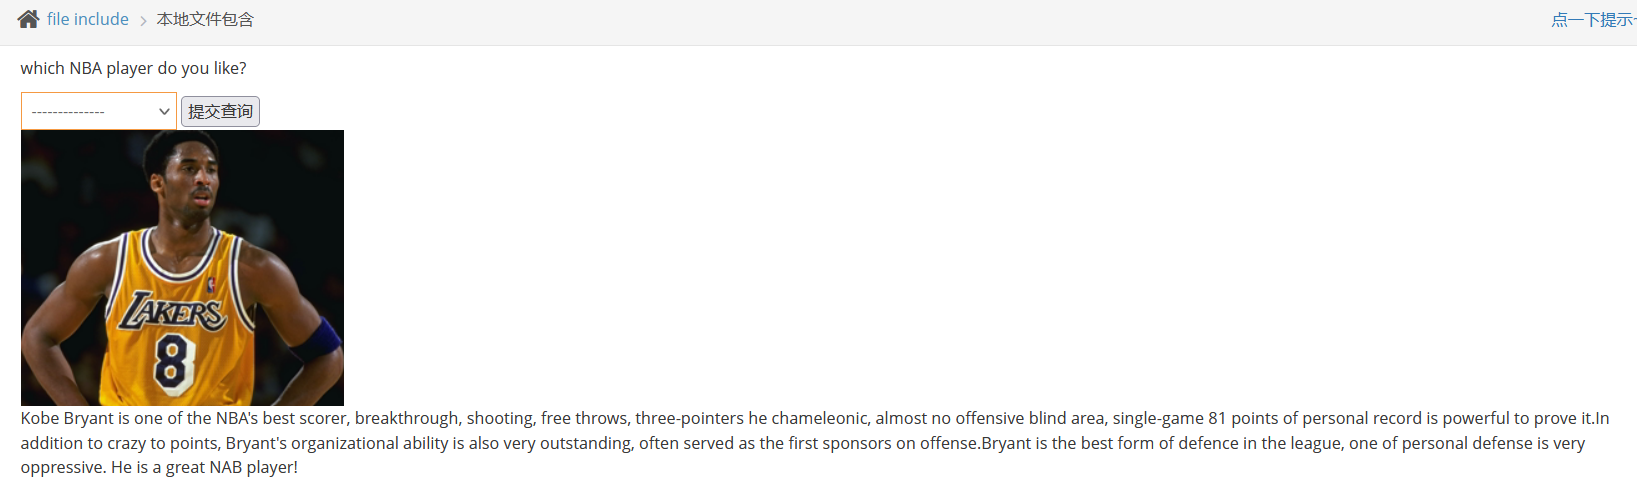 file include > 本地文件包含
点一下提示
which NBA player do you like?
--------------
提交查询
LAKERS
8
Kobe Bryant is one of the NBA's best scorer, breakthrough, shooting, free throws, three-pointers he chameleonic, almost no offensive blind area, single-game 81 points of personal record is powerful to prove it.In
addition to crazy to points, Bryant's organizational ability is also very outstanding, often served as the first sponsors on offense.Bryant is the best form of defence in the league, one of personal defense is very
oppressive. He is a great NAB player!